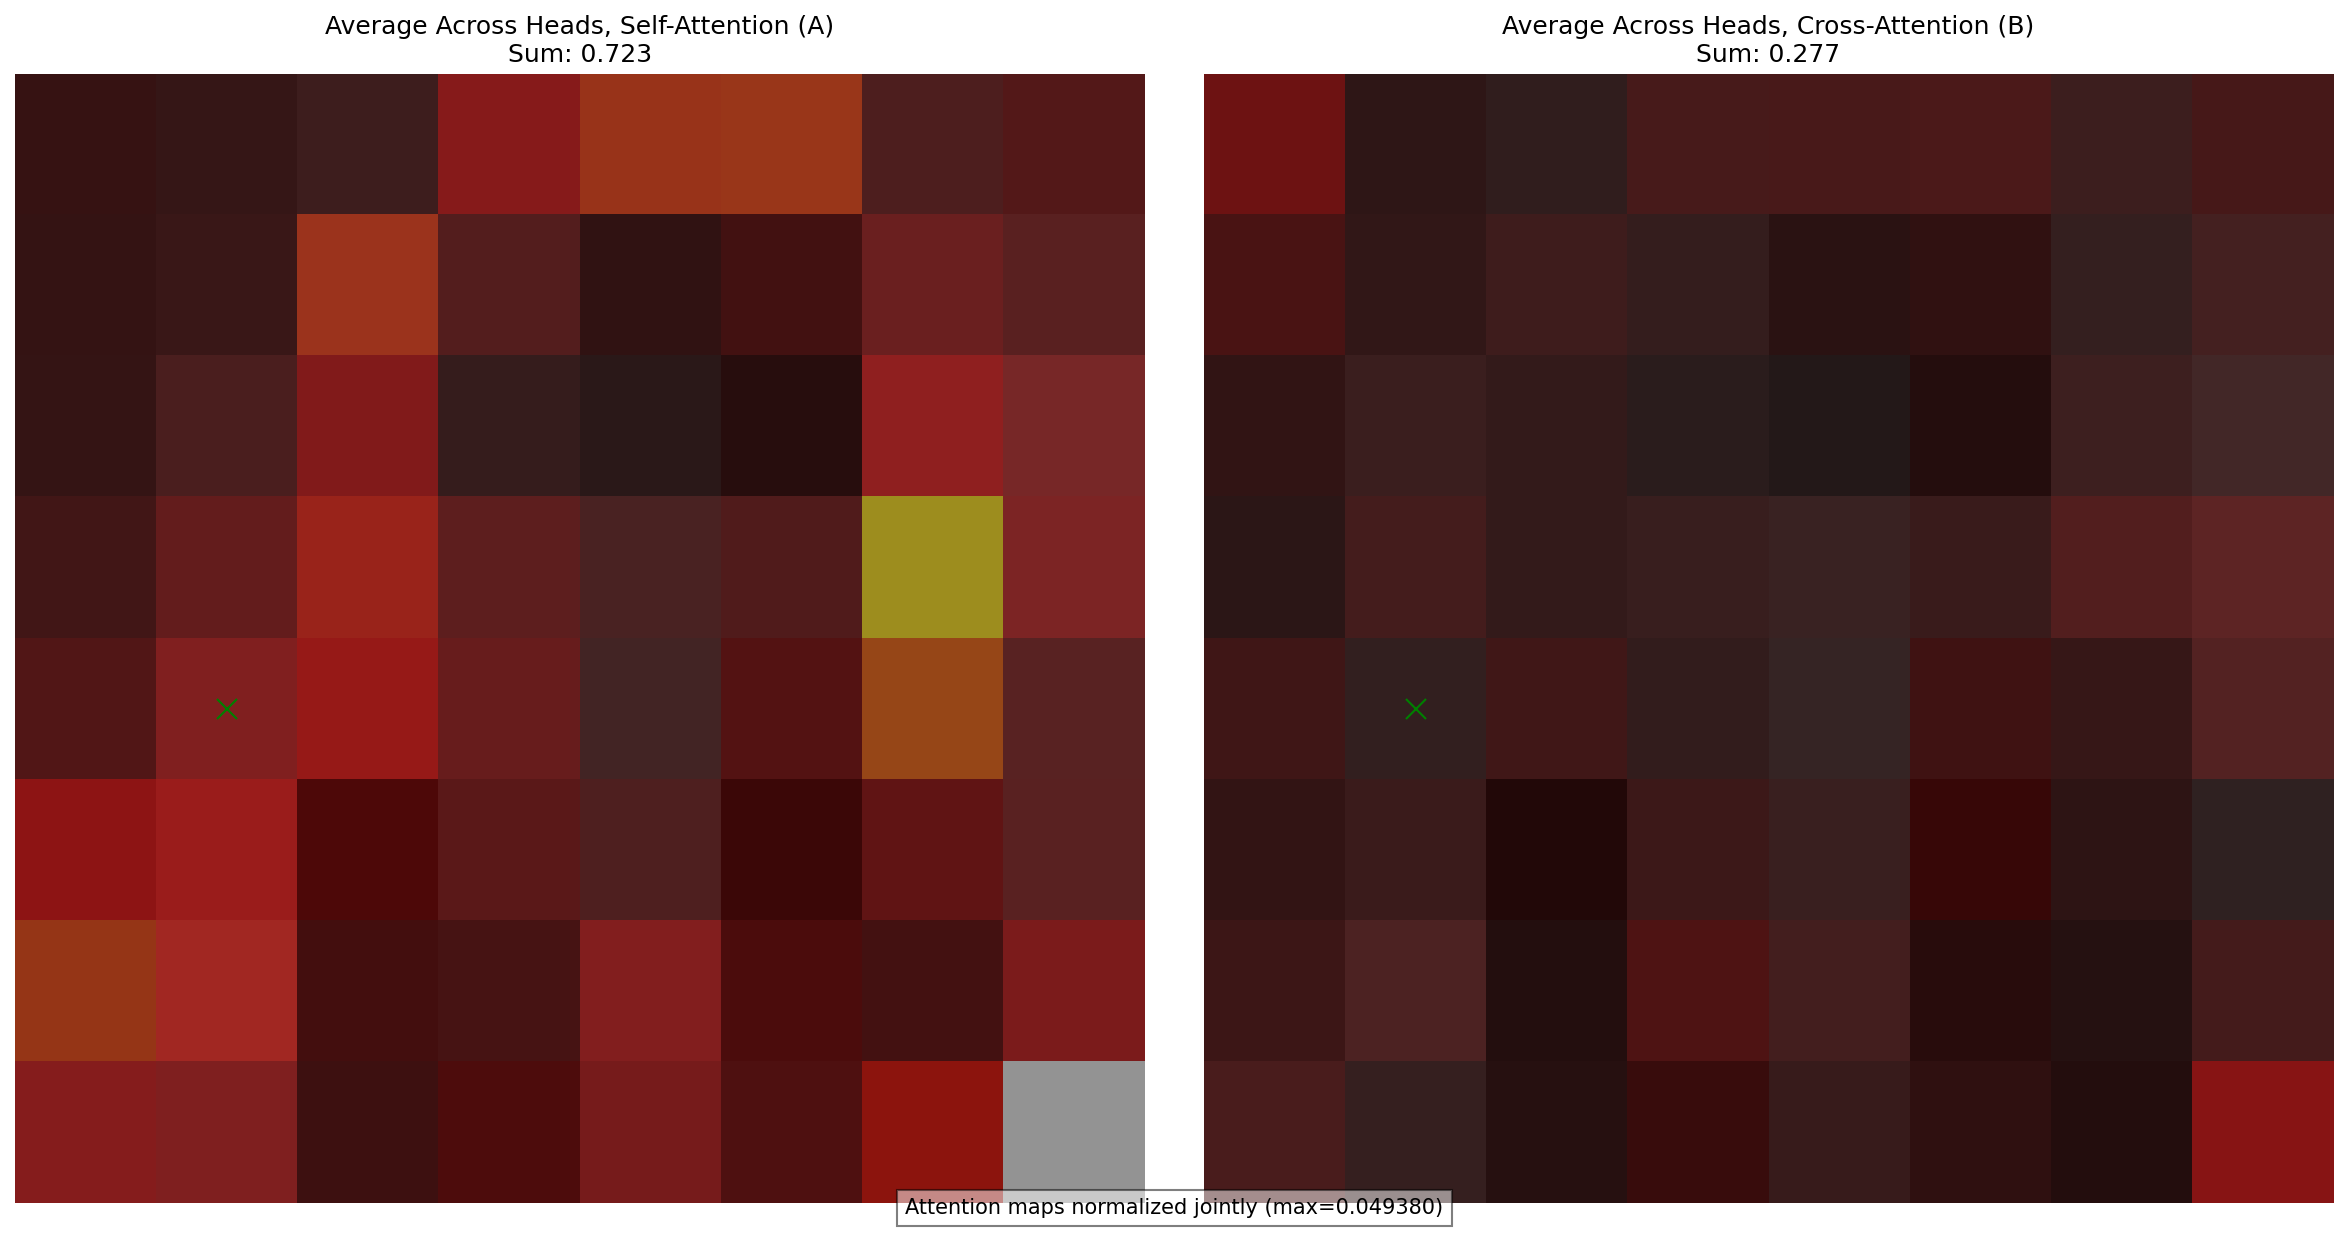 Average Across Heads, Self-Attention (A)
Sum: 0.723
Average Across Heads, Cross-Attention (B)
Sum: 0.277
Attention maps normalized jointly (max=0.049380)